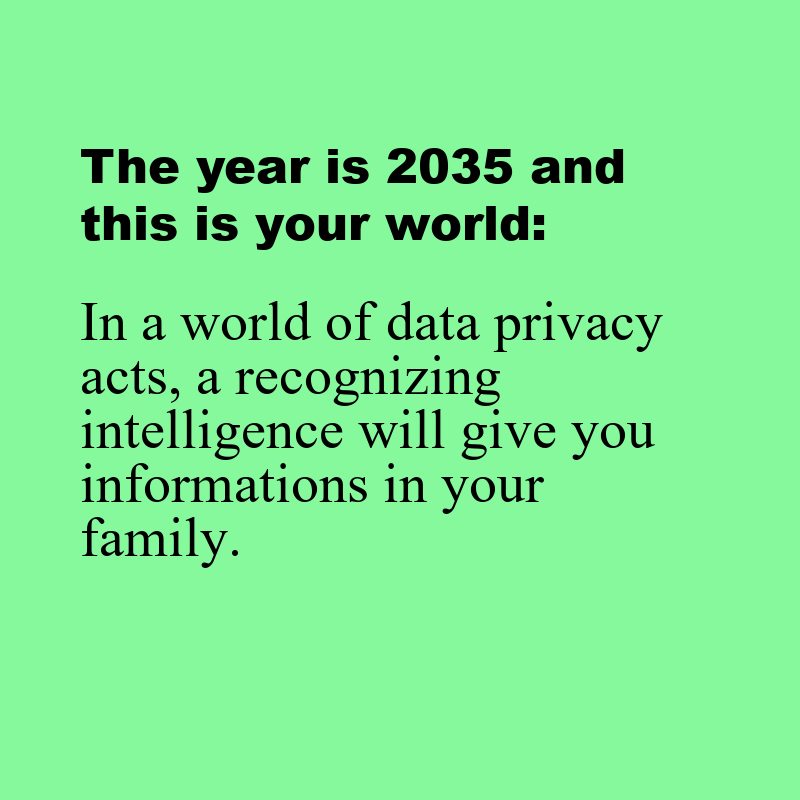 The year is 2035 and
this is your world:
In a world of data privacy
acts, a recognizing
intelligence will give you
informations in your
family.